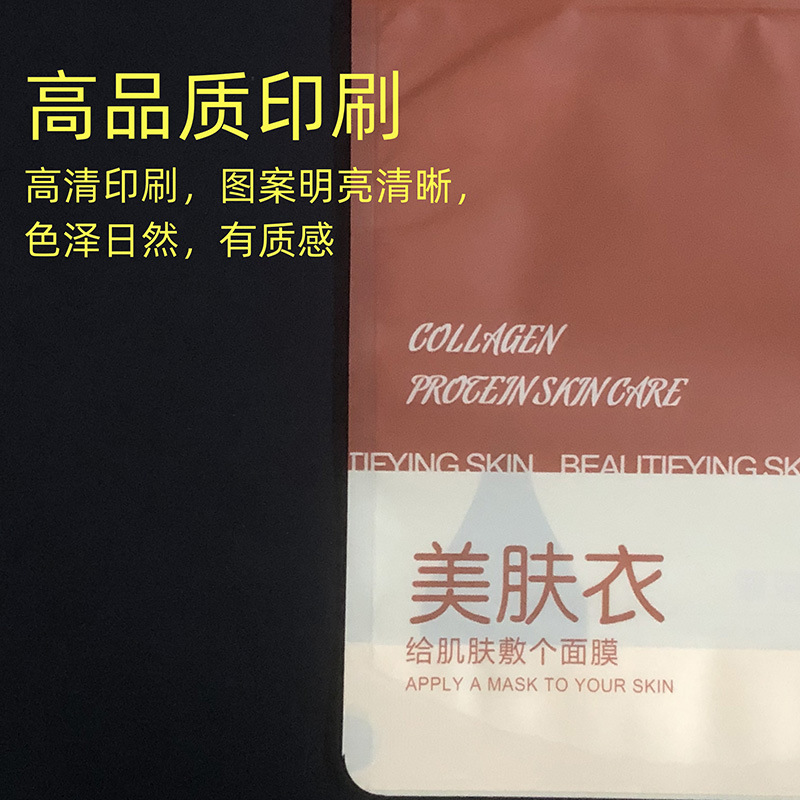 高品质印刷
高清印刷，图案明亮清晰，
色泽日然，有质感
COLLAGEN
PROTEIN SKIN CARE
TIFYING SKIN BEAUTIFYING SK
美肤衣
给肌肤敷个面膜
APPLY A MASK TO YOUR SKIN